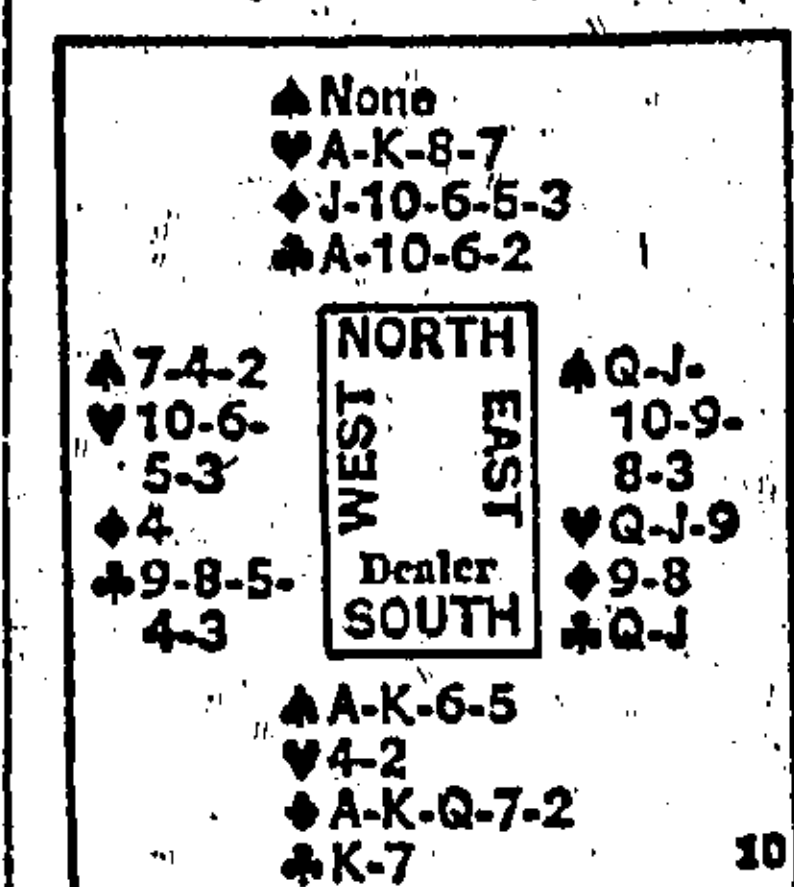 ♠ None
♥ A-K-8-7
♦ J-10-6-5-3
♣ A-10-6-2
♠ 7-4-2
♥ 10-6-
5-3
♦ 4
♣ 9-8-5-
4-3
NORTH
WEST
EAST
Dealer
SOUTH
♠ Q-J-
10-9-
8-3
♥ Q-J-9
♦ 9-8
♣ Q-J
♠ A-K-6-5
♥ 4-2
♦ A-K-Q-7-2
♣ K-7
10